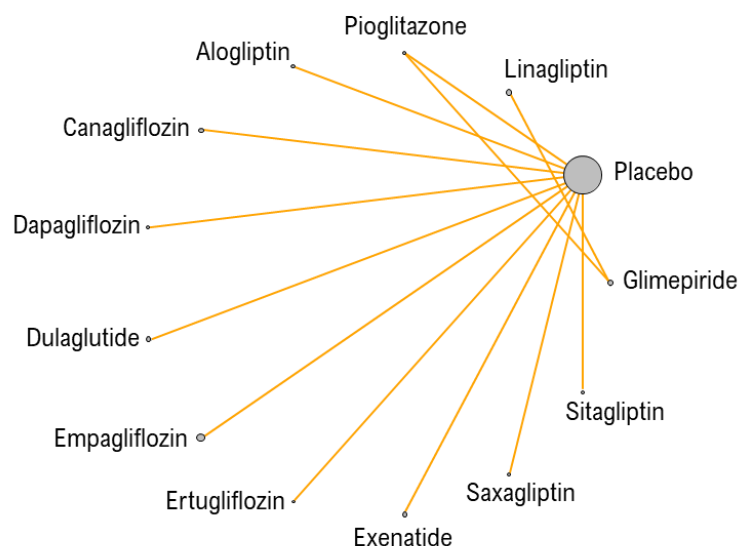 Pioglitazone
Alogliptin
Linagliptin
Canagliflozin
Placebo
Dapagliflozin
Glimepiride
Dulaglutide
Sitagliptin
Empagliflozin
Ertugliflozin
Saxagliptin
Exenatide